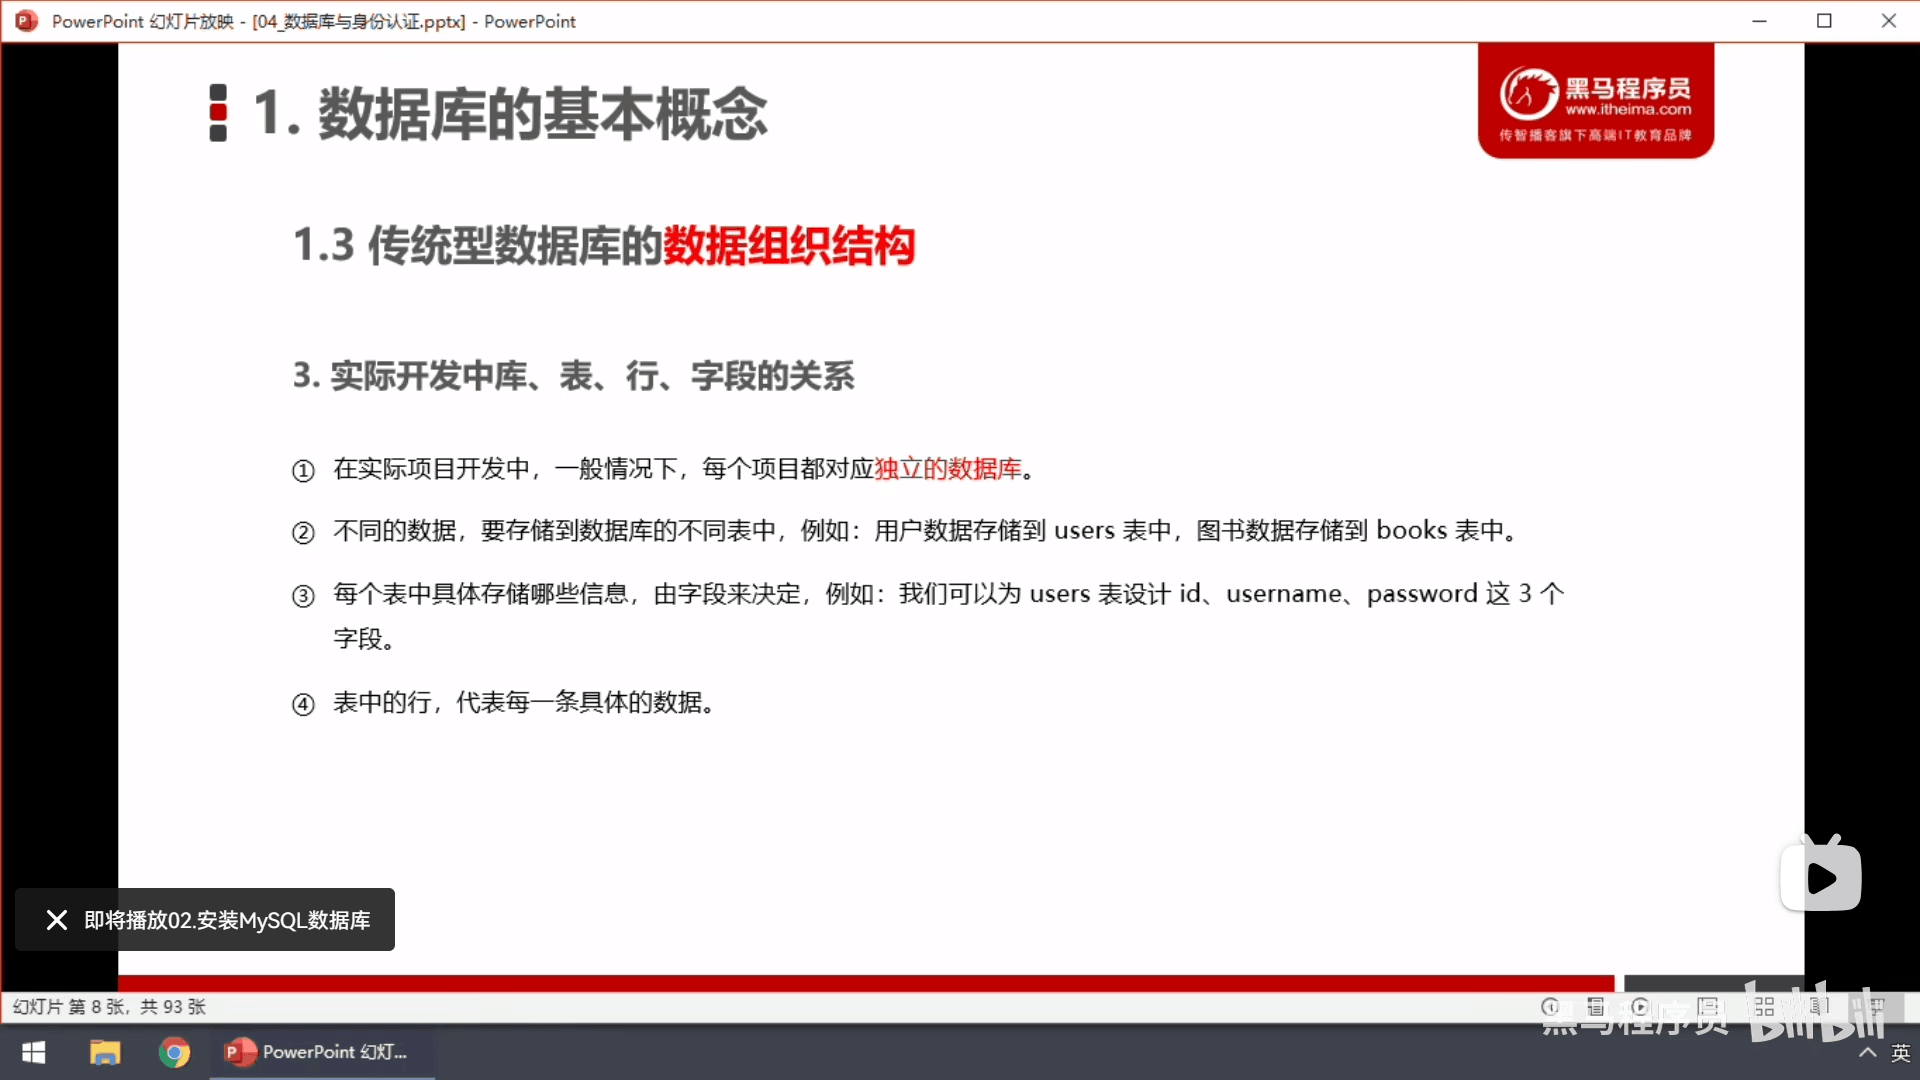 PowerPoint 幻灯片放映 - [04_数据库与身份认证.pptx] - PowerPoint
1. 数据库的基本概念
黑马程序员
www.itheima.com
传智播客旗下高端IT教育品牌
1.3 传统型数据库的数据组织结构
3. 实际开发中库、表、行、字段的关系
① 在实际项目开发中，一般情况下，每个项目都对应独立的数据库。
② 不同的数据，要存储到数据库的不同表中，例如：用户数据存储到 users 表中，图书数据存储到 books 表中。
③ 每个表中具体存储哪些信息，由字段来决定，例如：我们可以为 users 表设计 id、username、password 这 3 个
字段。
④ 表中的行，代表每一条具体的数据。
即将播放02.安装MySQL数据库
幻灯片 第 8 张，共 93 张
黑马程序员 bilibili
PowerPoint 幻灯...
英